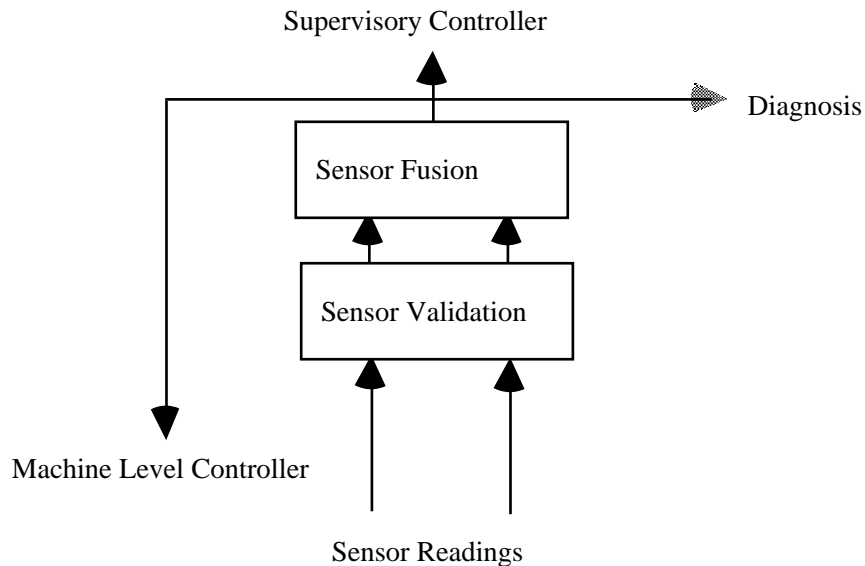 Supervisory Controller
Diagnosis
Sensor Fusion
Sensor Validation
Machine Level Controller
Sensor Readings